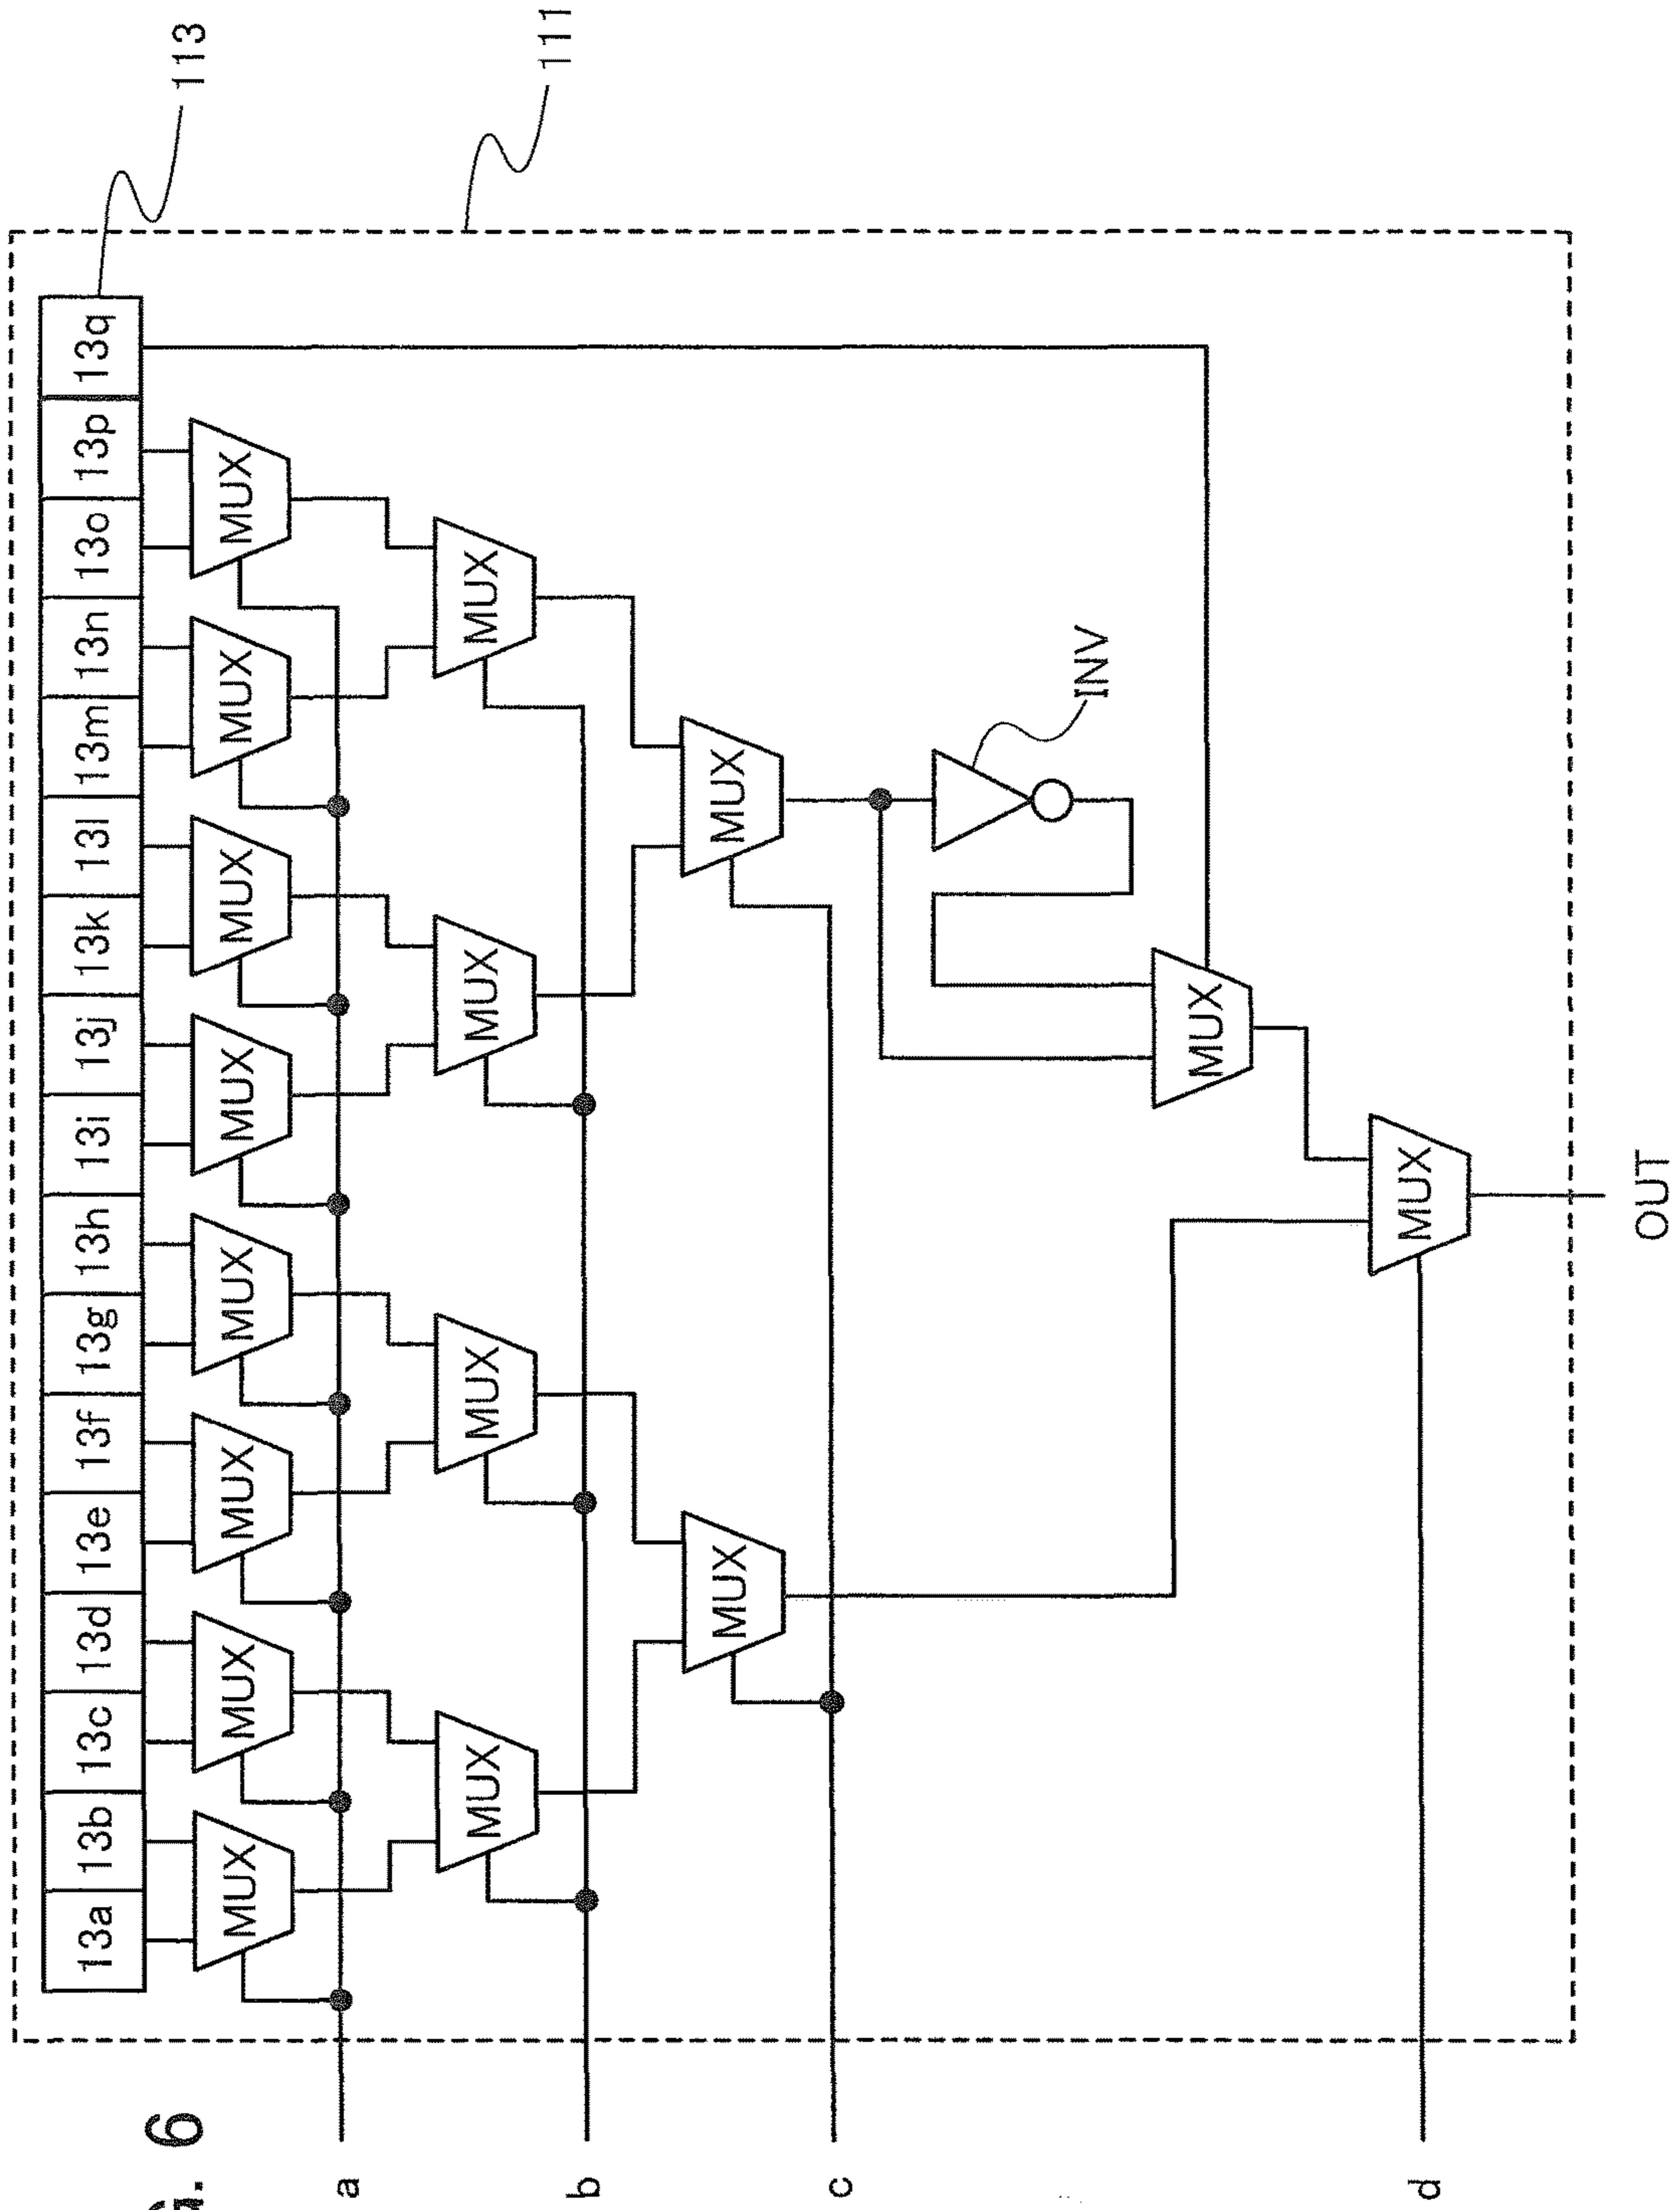 G. 6
113
111
13a 13b 13c 13d 13e 13f 13g 13h 13i 13j 13k 13l 13m 13n 13o 13p 13q
MUX MUX MUX MUX MUX MUX MUX MUX
a
MUX MUX MUX MUX
b
MUX MUX
c
INV
MUX
MUX
d
OUT